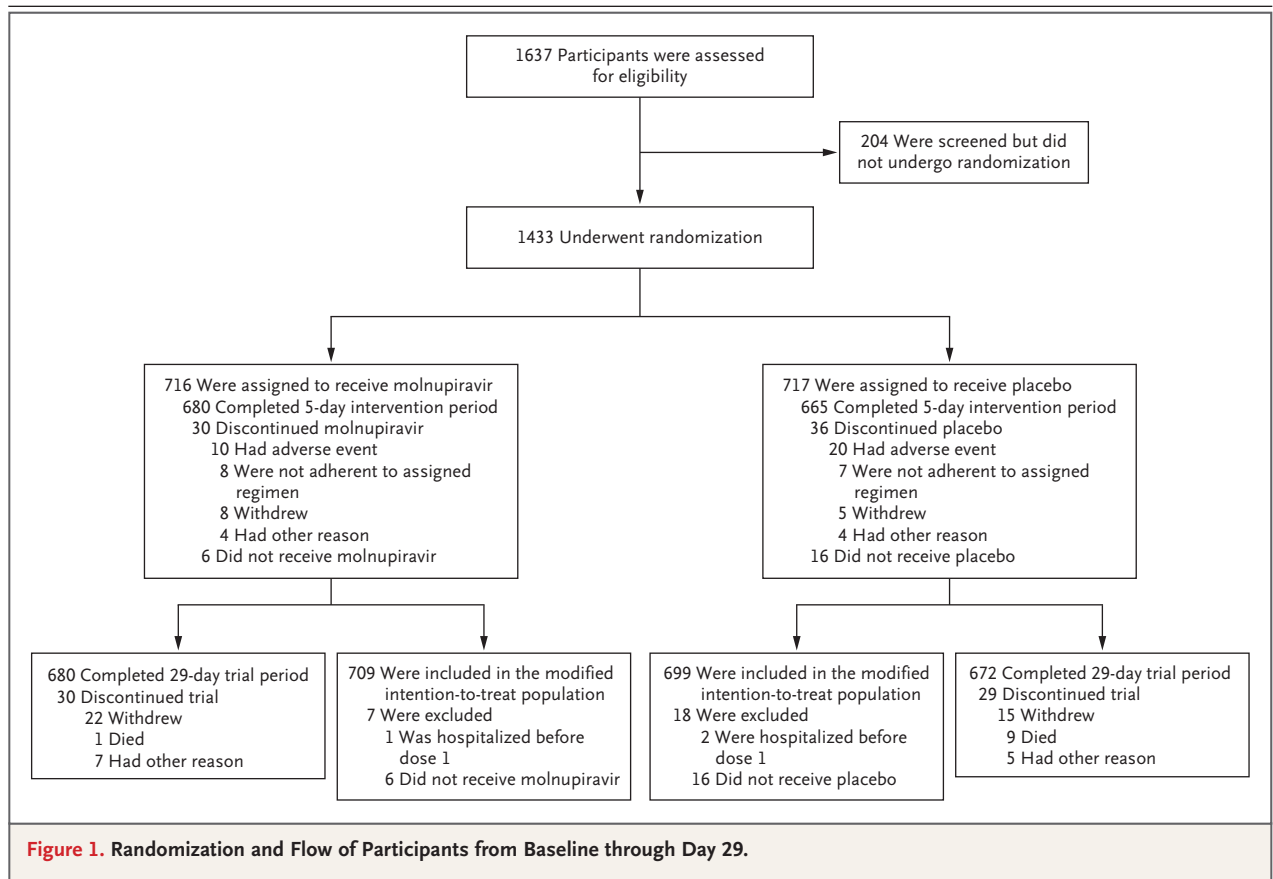 1637 Participants were assessed
for eligibility
204 Were screened but did
not undergo randomization
1433 Underwent randomization
716 Were assigned to receive molnupiravir
680 Completed 5-day intervention period
30 Discontinued molnupiravir
10 Had adverse event
8 Were not adherent to assigned
regimen
8 Withdrew
4 Had other reason
6 Did not receive molnupiravir
717 Were assigned to receive placebo
665 Completed 5-day intervention period
36 Discontinued placebo
20 Had adverse event
7 Were not adherent to assigned
regimen
5 Withdrew
4 Had other reason
16 Did not receive placebo
680 Completed 29-day trial period
30 Discontinued trial
22 Withdrew
1 Died
7 Had other reason
709 Were included in the modified
intention-to-treat population
7 Were excluded
1 Was hospitalized before
dose 1
6 Did not receive molnupiravir
699 Were included in the modified
intention-to-treat population
18 Were excluded
2 Were hospitalized before
dose 1
16 Did not receive placebo
672 Completed 29-day trial period
29 Discontinued trial
15 Withdrew
9 Died
5 Had other reason
Figure 1. Randomization and Flow of Participants from Baseline through Day 29.